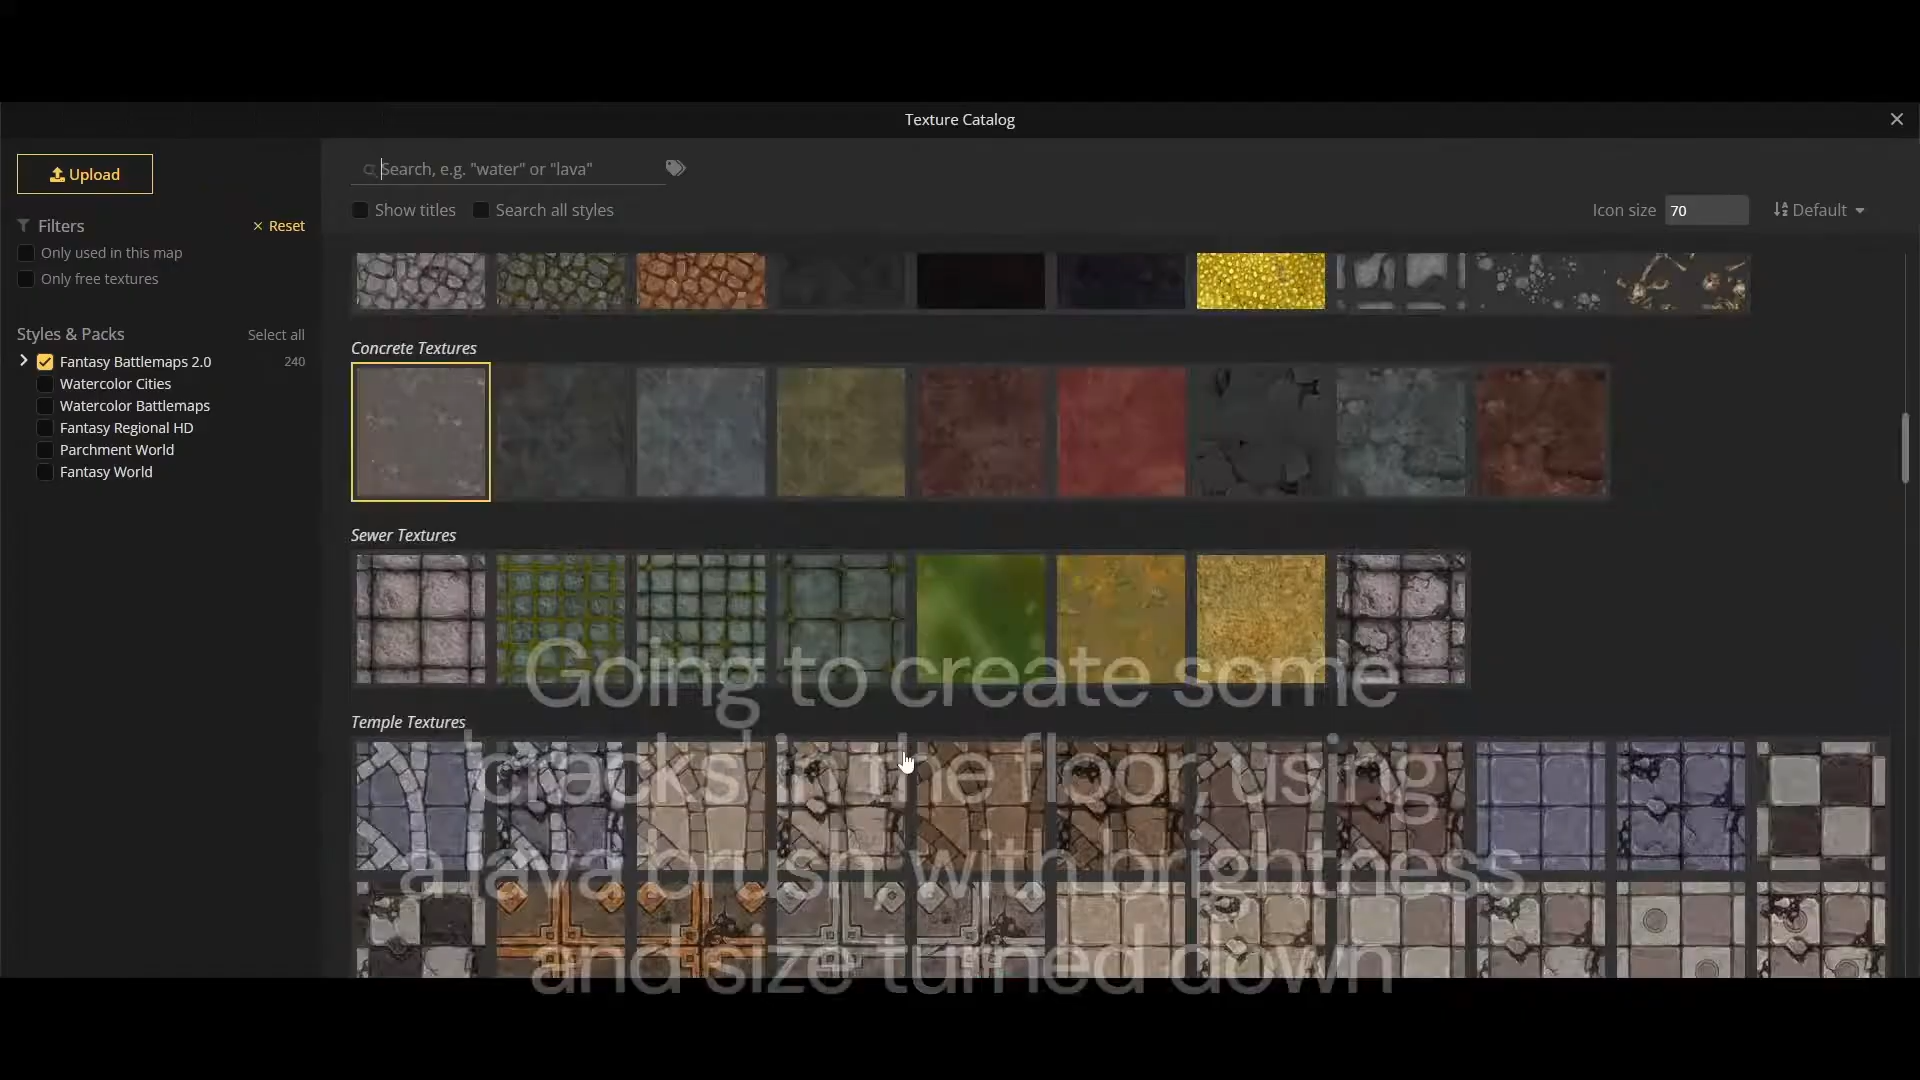 Texture Catalog
Upload
Search, e.g. "water" or "lava"
Show titles
Search all styles
Icon size
70
Default
Filters
Reset
Only used in this map
Only free textures
Styles & Packs
Select all
Fantasy Battlemaps 2.0
240
Watercolor Cities
Watercolor Battlemaps
Fantasy Regional HD
Parchment World
Fantasy World
Concrete Textures
Sewer Textures
Temple Textures
Going to create some
cracks in the floor, using
a lava brush, with brightness
and size turned down